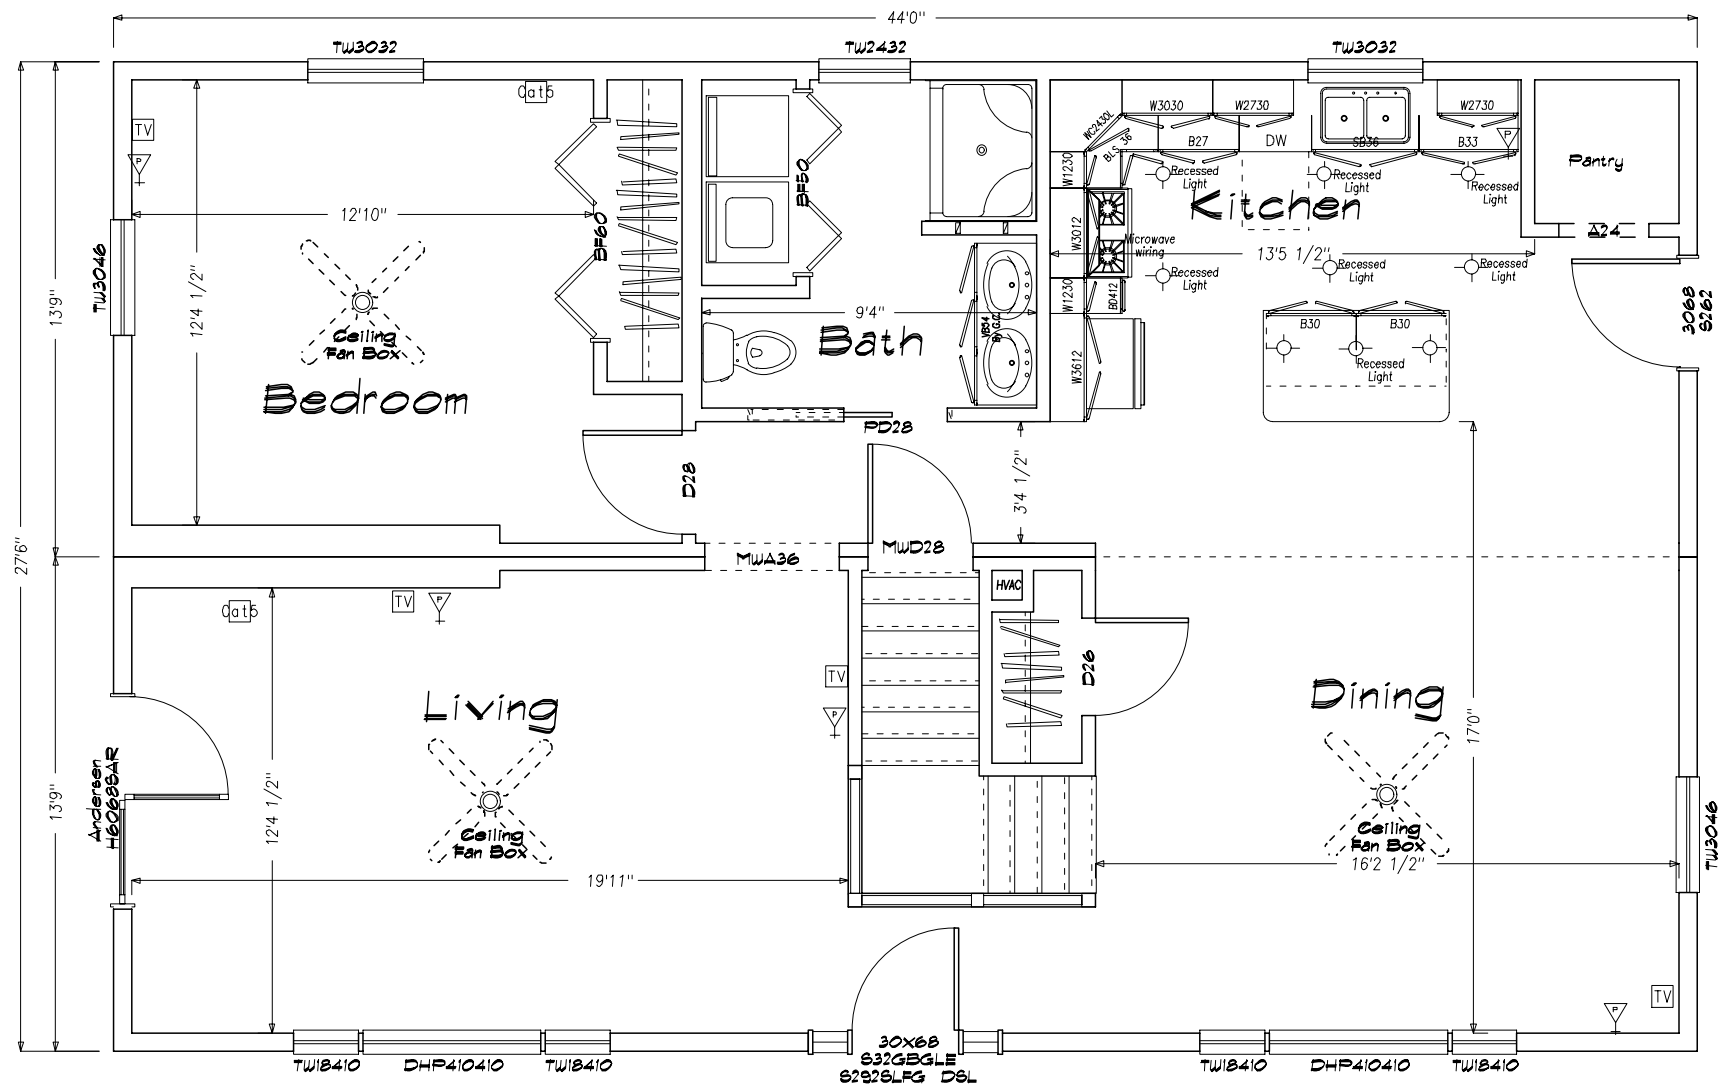 44'0"
TW3032
TW2432
TW3032
Cat5
TV
P
W3030
W2730
W2730
WC2430L
BLS 36
B27
DW
SB36
B33
P
Pantry
W1230
Recessed
Light
Recessed
Light
Recessed
Light
BF50
12'10"
BF60
Kitchen
W3012
A24
Microwave
wiring
13'5 1/2"
TW3046
13'9"
12'4 1/2"
Recessed
Light
Recessed
Light
Recessed
Light
W1230
BD412
3068
S262
9'4"
VB54
By G.C.
B30
B30
Ceiling
Fan Box
Bath
W3612
Recessed
Light
Bedroom
PD28
D28
3'4 1/2"
27'6"
MWA36
MWD28
HVAC
Cat5
TV
P
TV
D26
P
Living
Dining
17'0"
Andersen
H6068SAR
13'9"
12'4 1/2"
Ceiling
Fan Box
Ceiling
Fan Box
16'2 1/2"
TW3046
19'11"
TV
P
30X68
S32GBGLE
S292SLFG DSL
TW18410
DHP410410
TW18410
TW18410
DHP410410
TW18410